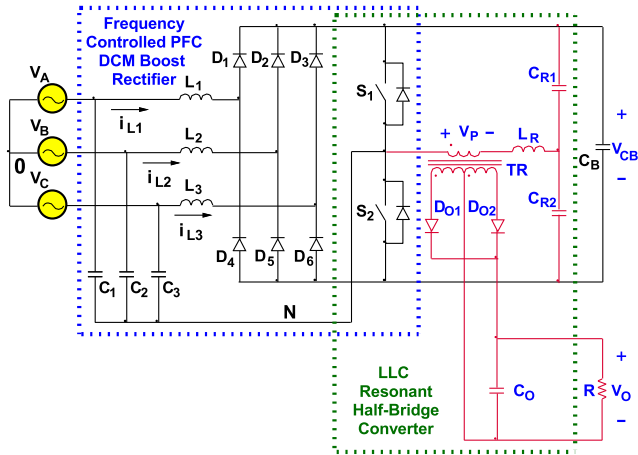 Frequency
Controlled PFC
DCM Boost
Rectifier
D1 D2 D3
VA
L1
iL1
S1
CR1
+
VB
L2
iL2
+ VP −
LR
VCB
CB
−
0
TR
VC
L3
iL3
S2
DO1 DO2
CR2
D4 D5 D6
C1 C2 C3
N
LLC
Resonant
Half-Bridge
Converter
CO
R
+
VO
−